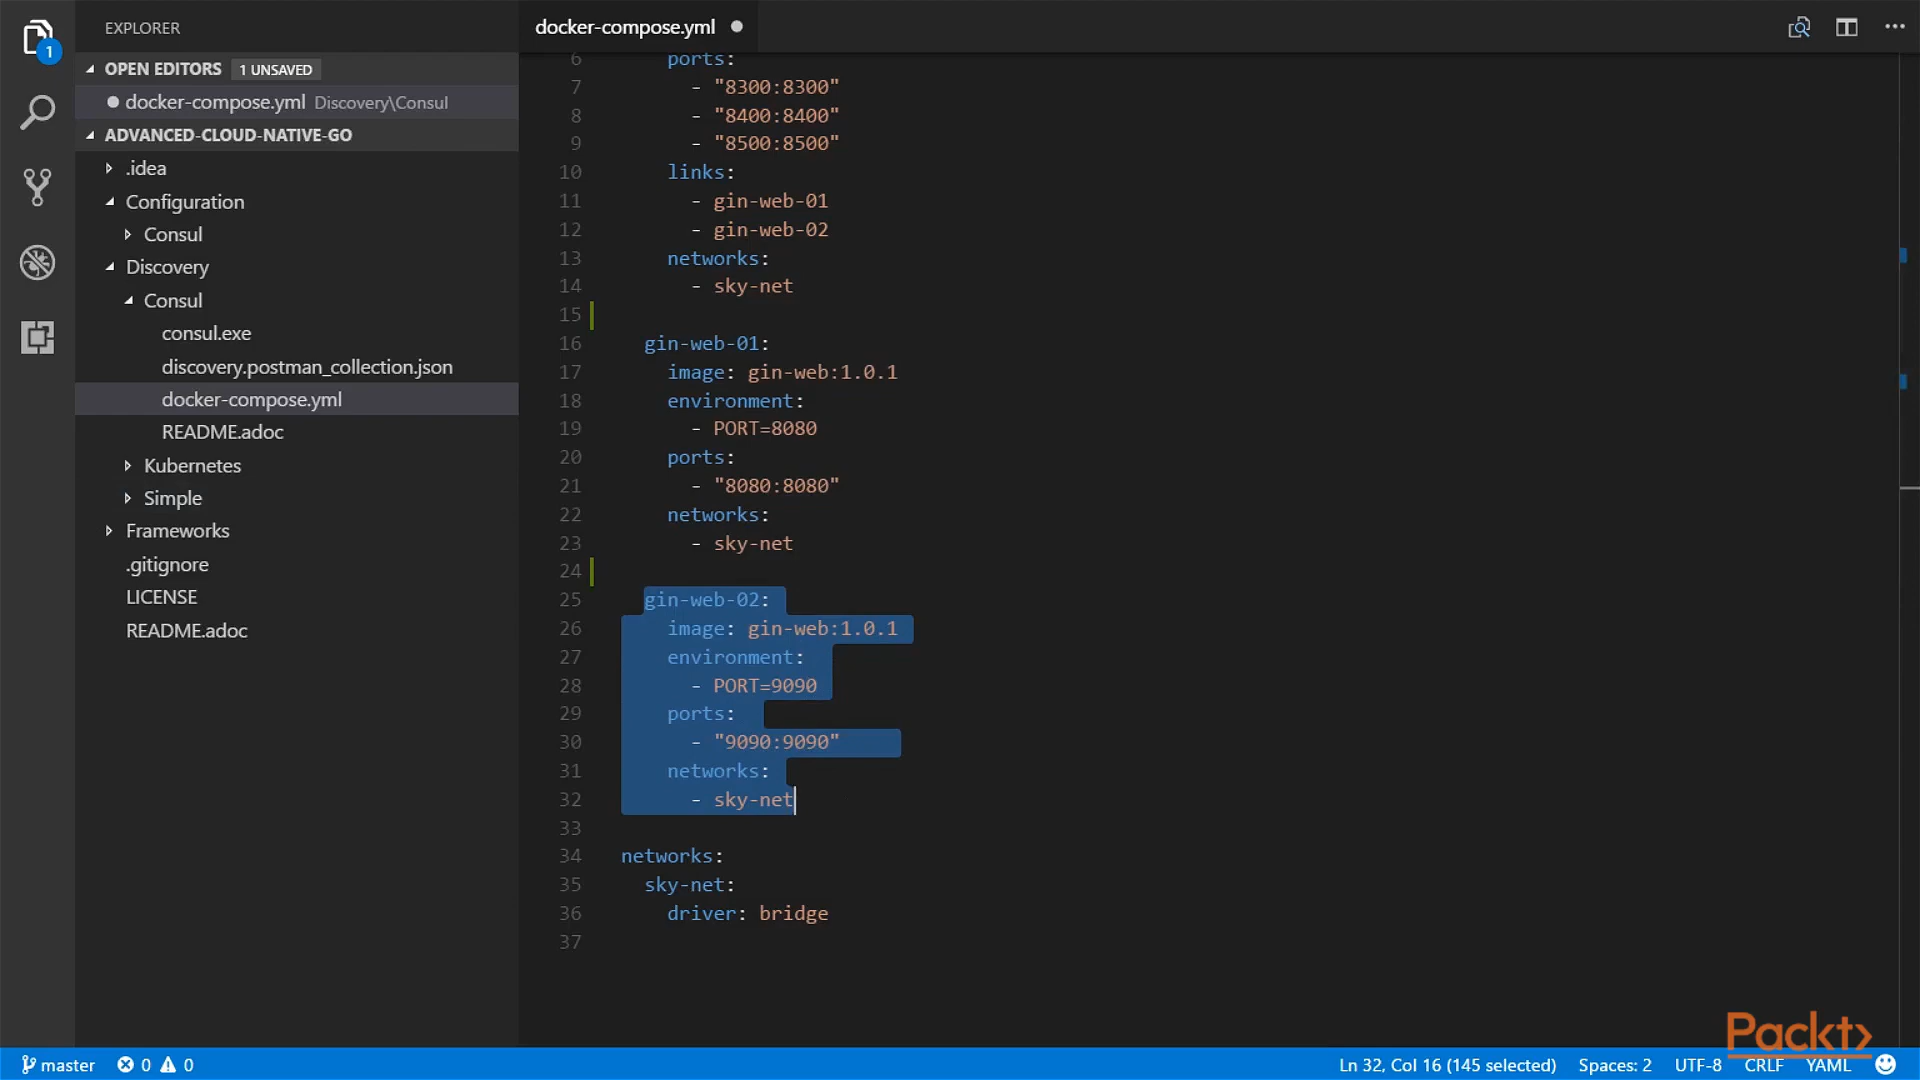 EXPLORER
1
OPEN EDITORS 1 UNSAVED
docker-compose.yml Discovery\Consul
ADVANCED-CLOUD-NATIVE-GO
.idea
Configuration
Consul
Discovery
Consul
consul.exe
discovery.postman_collection.json
docker-compose.yml
README.adoc
Kubernetes
Simple
Frameworks
.gitignore
LICENSE
README.adoc
docker-compose.yml
6 ports:
7 - "8300:8300"
8 - "8400:8400"
9 - "8500:8500"
10 links:
11 - gin-web-01
12 - gin-web-02
13 networks:
14 - sky-net
15
16 gin-web-01:
17 image: gin-web:1.0.1
18 environment:
19 - PORT=8080
20 ports:
21 - "8080:8080"
22 networks:
23 - sky-net
24
25 gin-web-02:
26 image: gin-web:1.0.1
27 environment:
28 - PORT=9090
29 ports:
30 - "9090:9090"
31 networks:
32 - sky-net
33
34 networks:
35 sky-net:
36 driver: bridge
37
Packt>
master 0 0 Ln 32, Col 16 (145 selected) Spaces: 2 UTF-8 CRLF YAML